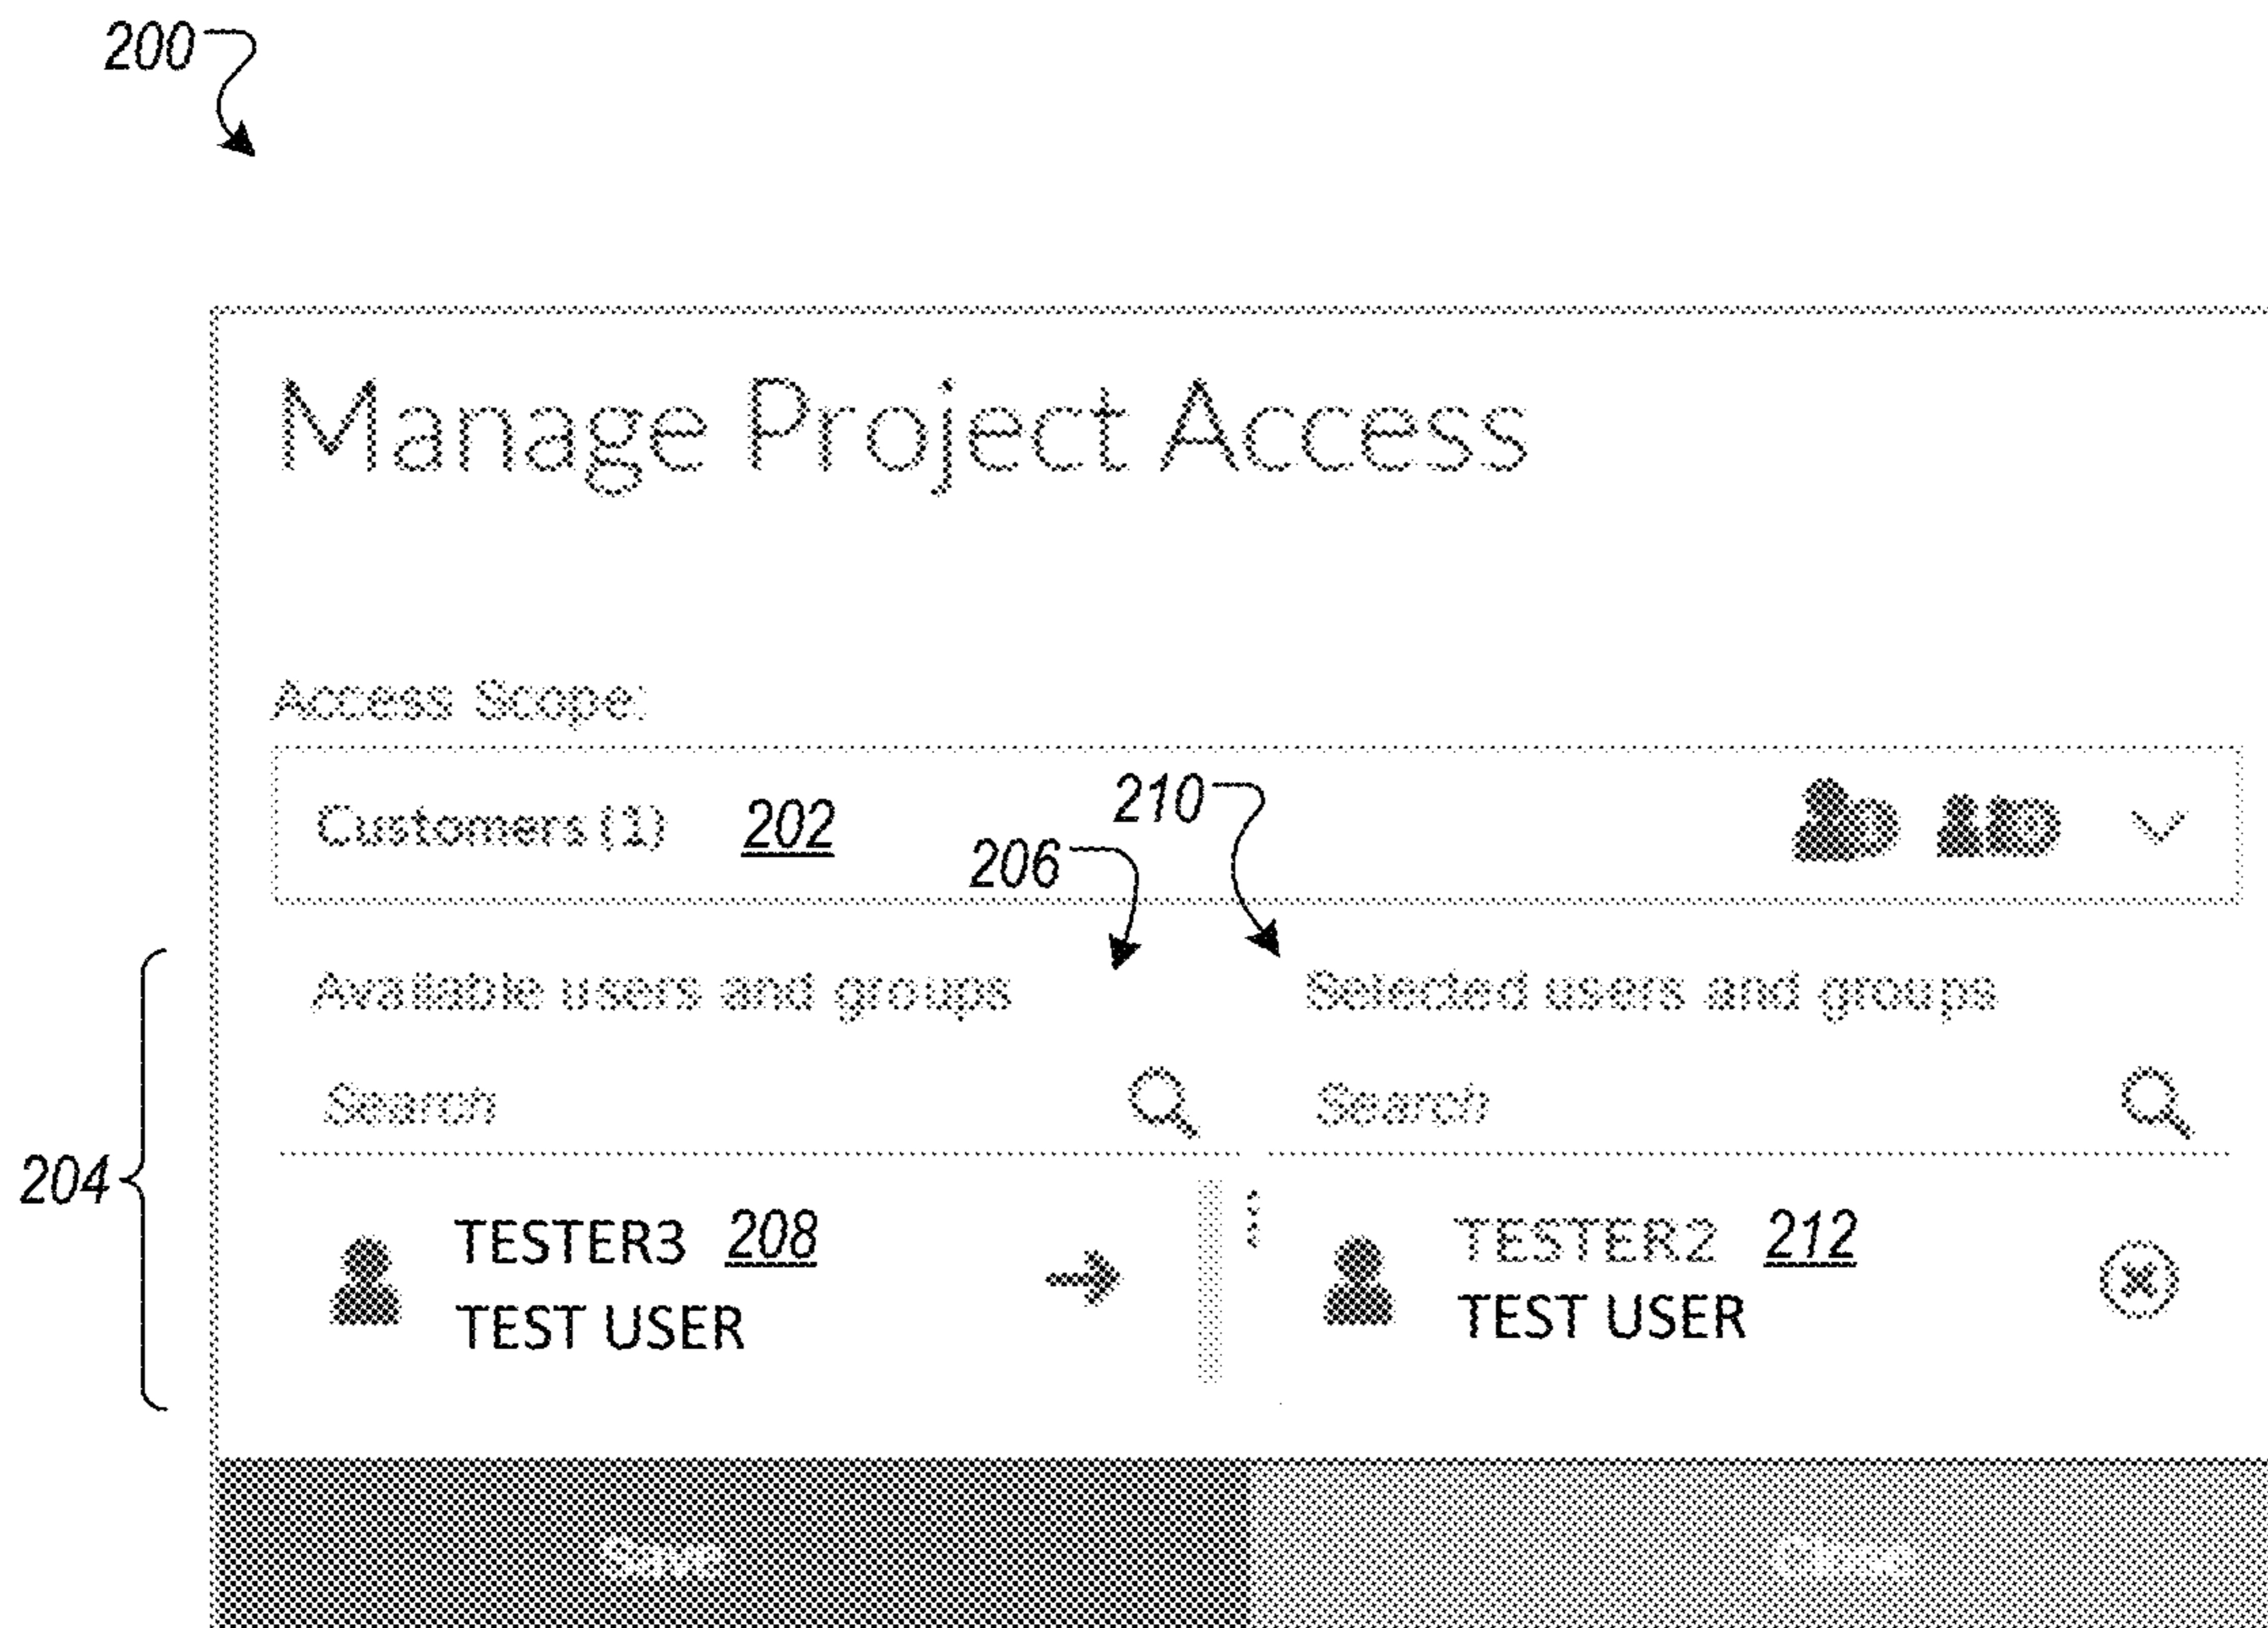 200
Manage Project Access
Access Scope:
Customers (1) 202
210
206
Available users and groups
Selected users and groups
Search
Search
204
TESTER3 208
TEST USER
TESTER2 212
TEST USER
Save